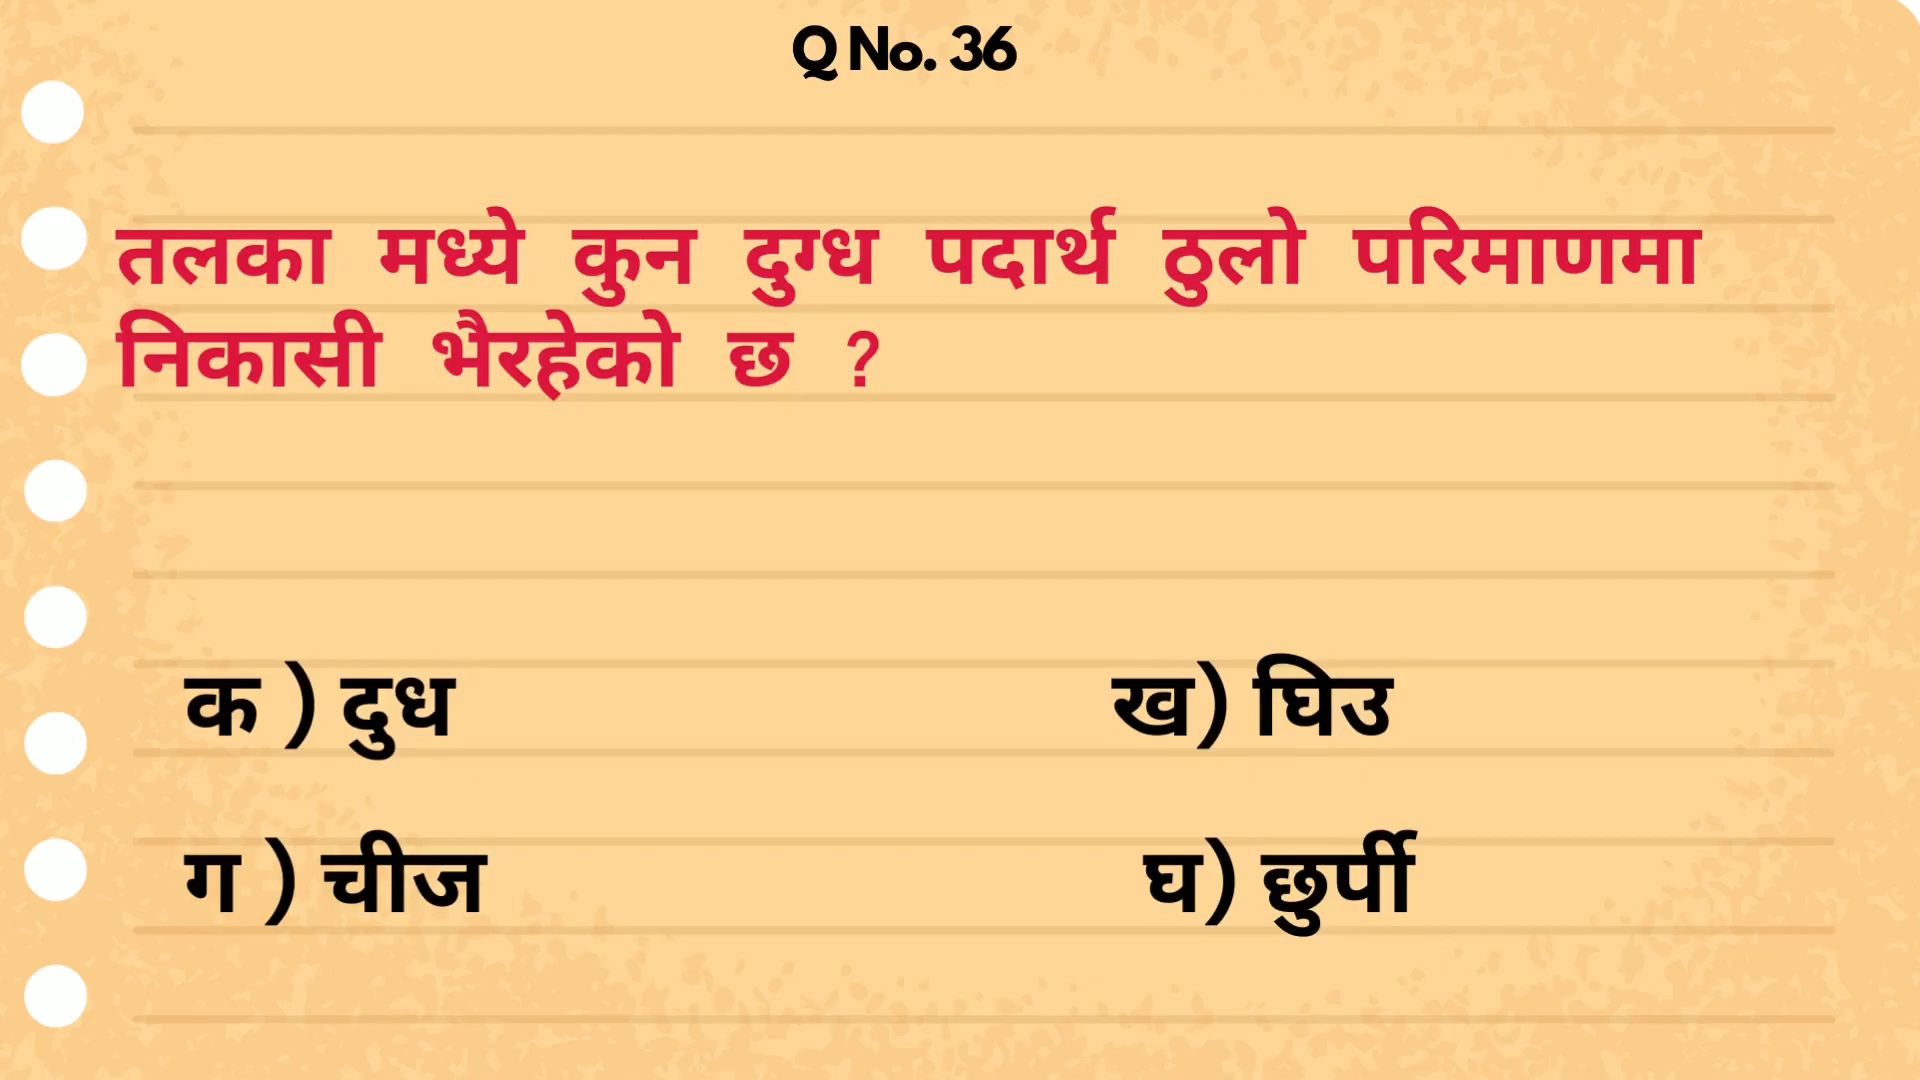 Q No. 36
तलका मध्ये कुन दुग्ध पदार्थ ठुलो परिमाणमा
निकासी भैरहेको छ ?
क ) दुध ख) घिउ
ग ) चीज घ) छुर्पी